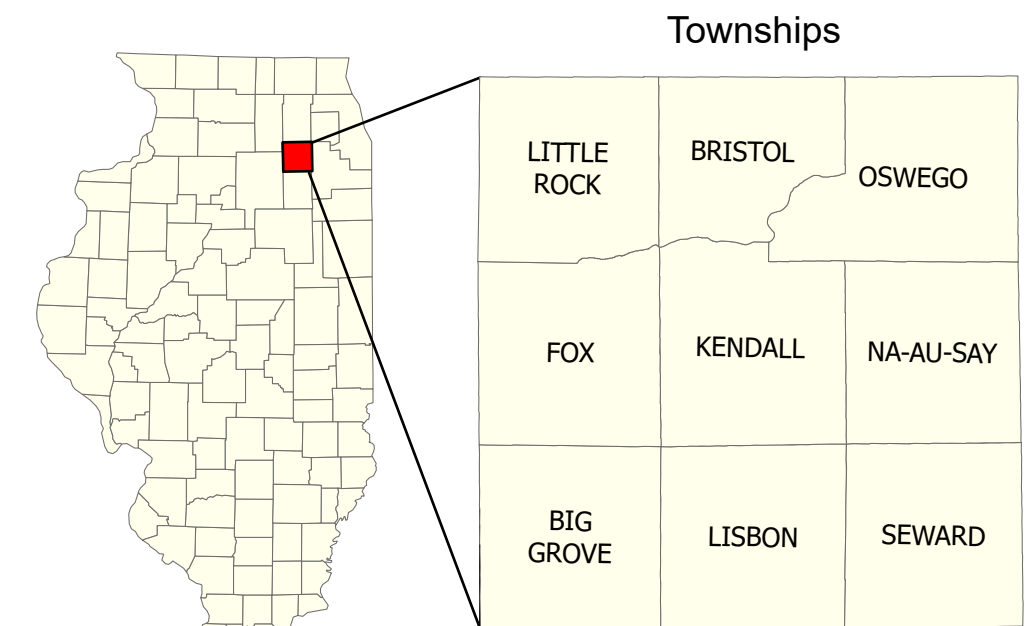 Townships
LITTLE
ROCK
BRISTOL
OSWEGO
FOX
KENDALL
NA-AU-SAY
BIG
GROVE
LISBON
SEWARD